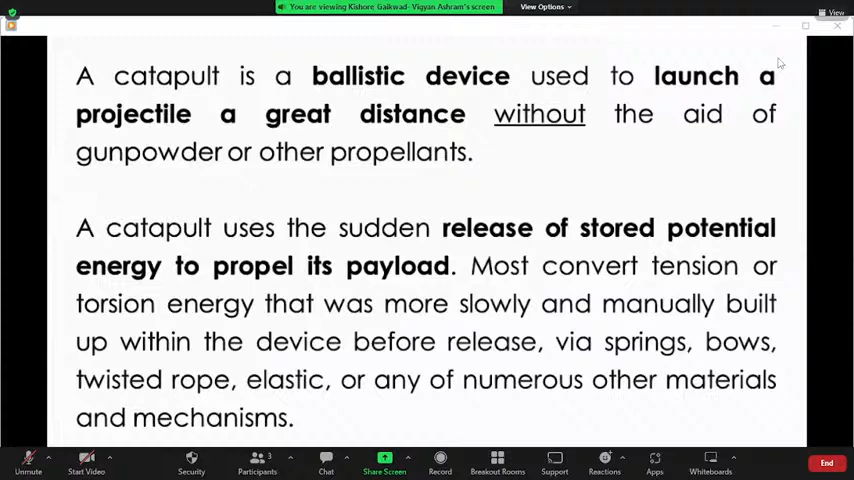 You are viewing Kishore Gaikwad- Vigyan Ashram's screen
View Options
View
A catapult is a ballistic device used to launch a
projectile a great distance without the aid of
gunpowder or other propellants.
A catapult uses the sudden release of stored potential
energy to propel its payload. Most convert tension or
torsion energy that was more slowly and manually built
up within the device before release, via springs, bows,
twisted rope, elastic, or any of numerous other materials
and mechanisms.
Unmute
Start Video
Security
Participants
3
Chat
Share Screen
Record
Breakout Rooms
Support
Reactions
Apps
Whiteboards
End